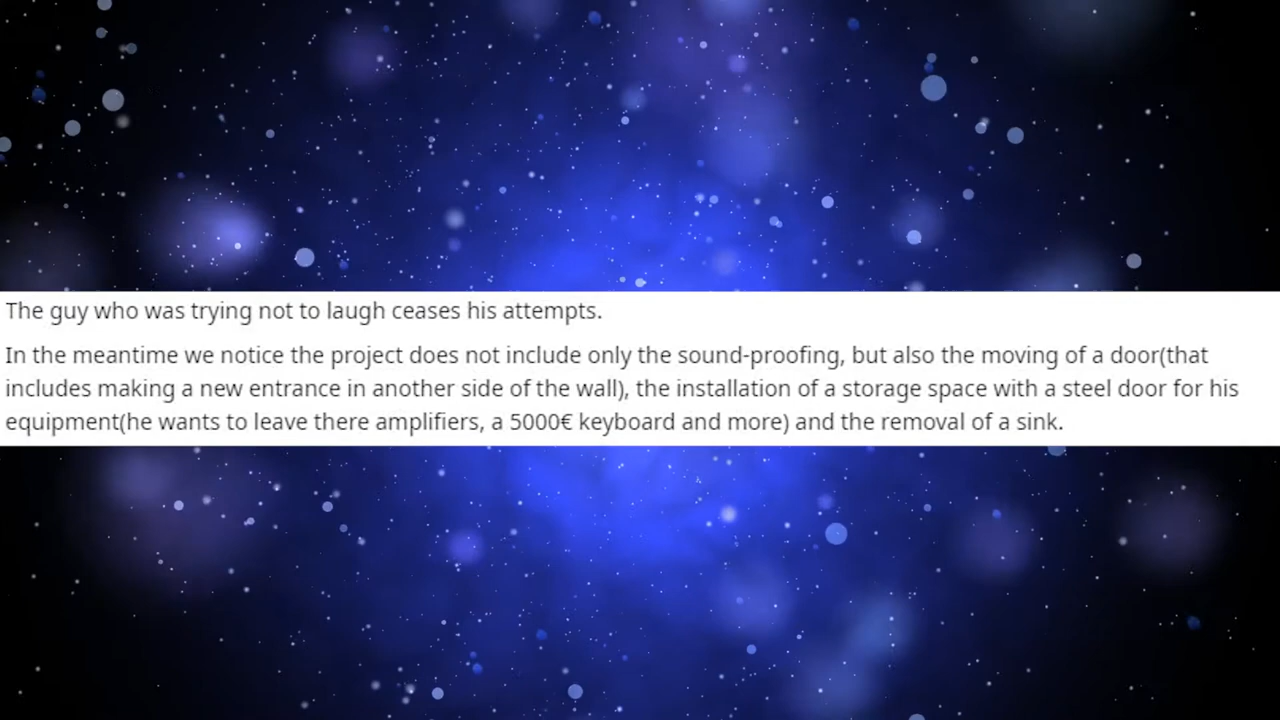 The guy who was trying not to laugh ceases his attempts.
In the meantime we notice the project does not include only the sound-proofing, but also the moving of a door(that
includes making a new entrance in another side of the wall), the installation of a storage space with a steel door for his
equipment(he wants to leave there amplifiers, a 5000€ keyboard and more) and the removal of a sink.